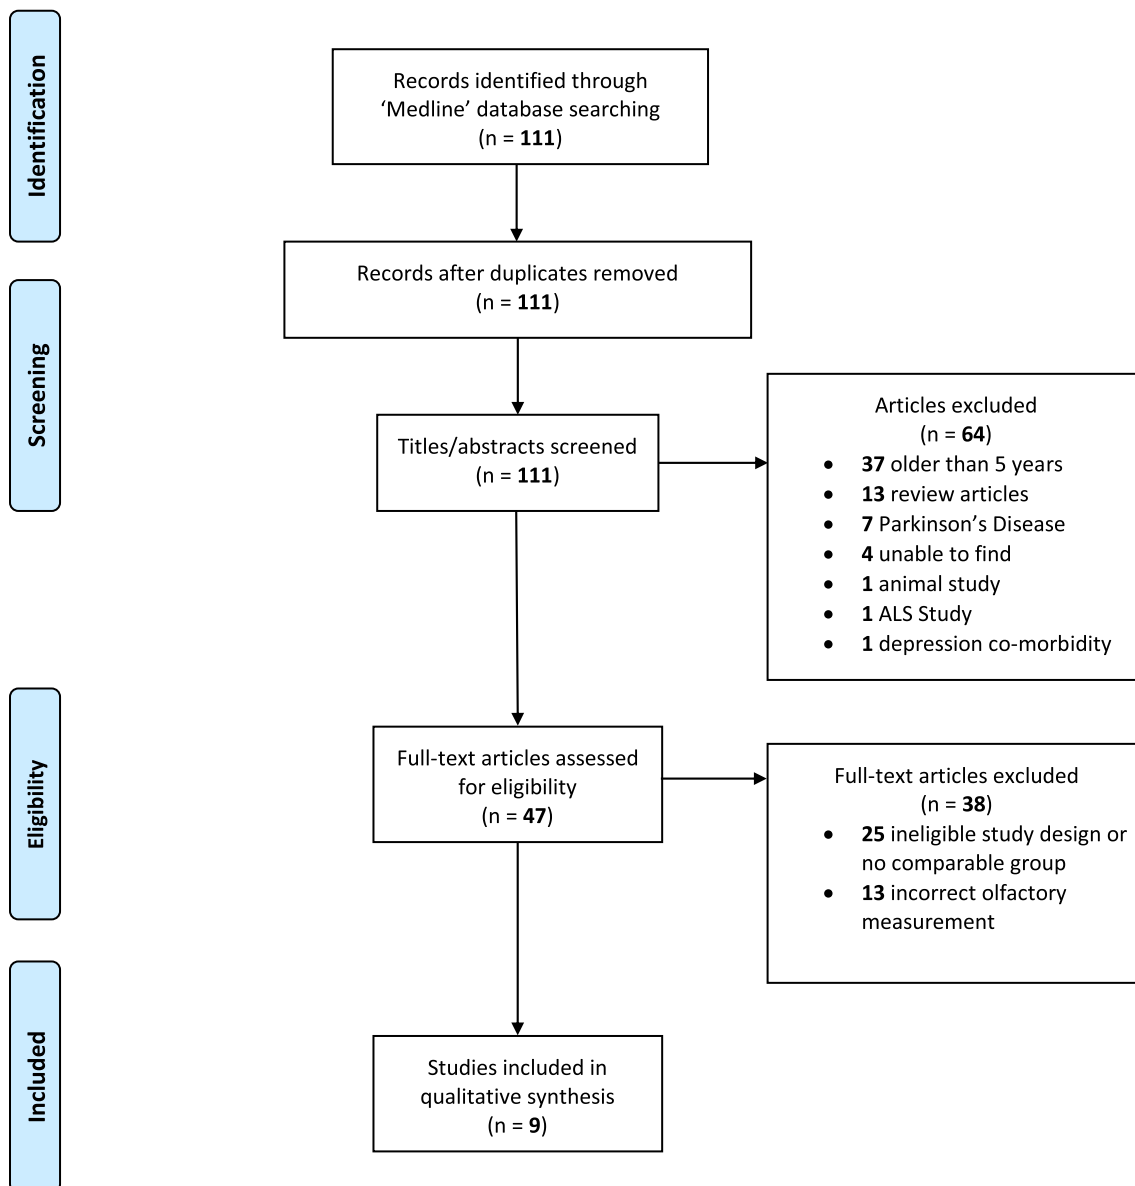 Identification
Records identified through
‘Medline’ database searching
(n = 111)
Records after duplicates removed
(n = 111)
Screening
Titles/abstracts screened
(n = 111)
Articles excluded
(n = 64)
• 37 older than 5 years
• 13 review articles
• 7 Parkinson’s Disease
• 4 unable to find
• 1 animal study
• 1 ALS Study
• 1 depression co-morbidity
Eligibility
Full-text articles assessed
for eligibility
(n = 47)
Full-text articles excluded
(n = 38)
• 25 ineligible study design or
no comparable group
• 13 incorrect olfactory
measurement
Included
Studies included in
qualitative synthesis
(n = 9)